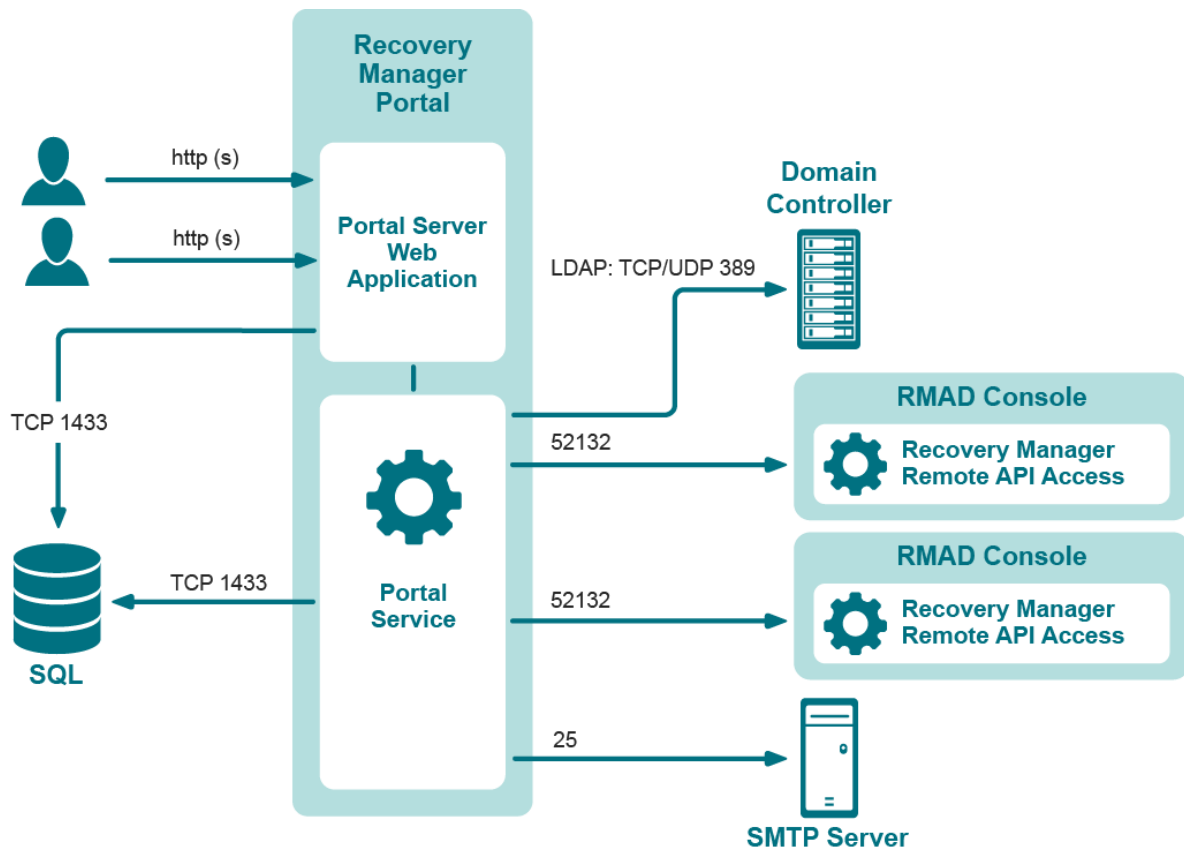 Recovery
Manager
Portal
http (s)
http (s)
Portal Server
Web
Application
TCP 1433
TCP 1433
SQL
Portal
Service
LDAP: TCP/UDP 389
Domain
Controller
52132
RMAD Console
Recovery Manager
Remote API Access
52132
RMAD Console
Recovery Manager
Remote API Access
25
SMTP Server